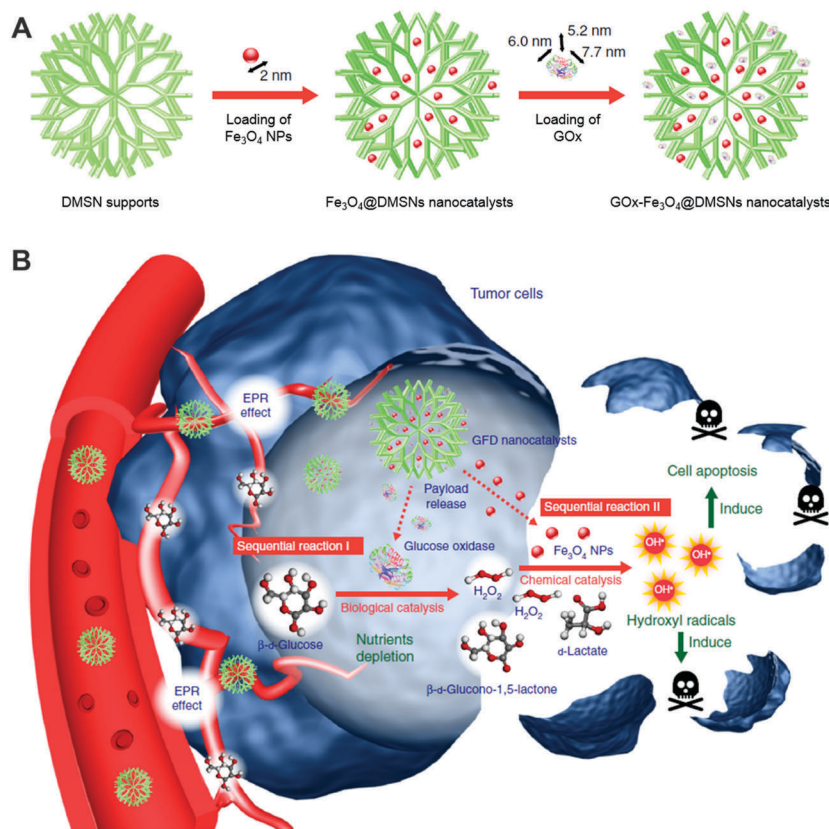 A
2 nm
Loading of
Fe₃O₄ NPs
6.0 nm
5.2 nm
7.7 nm
Loading of
GOx
DMSN supports
Fe₃O₄@DMSNs nanocatalysts
GOx-Fe₃O₄@DMSNs nanocatalysts
B
Tumor cells
EPR
effect
GFD nanocatalysts
Payload
release
Cell apoptosis
Induce
Sequential reaction II
Sequential reaction I
Glucose oxidase
Fe₃O₄ NPs
OH•
OH•
OH•
Biological catalysis
H₂O₂
Chemical catalysis
H₂O₂
β-d-Glucose
Nutrients
depletion
d-Lactate
Hydroxyl radicals
Induce
β-d-Glucono-1,5-lactone
EPR
effect